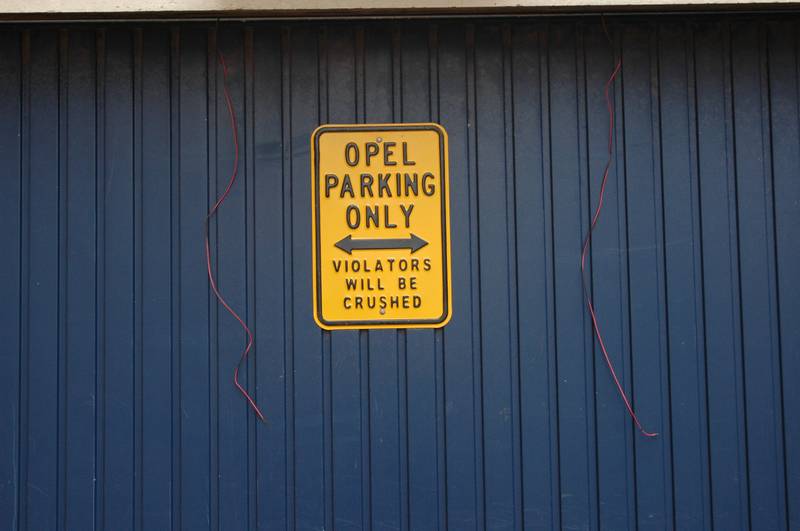 OPEL
PARKING
ONLY
VIOLATORS
WILL BE
CRUSHED